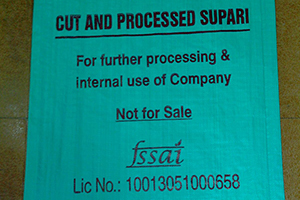 CUT AND PROCESSED SUPARI
For further processing &
internal use of Company
Not for Sale
fssai
Lic No.: 10013051000658